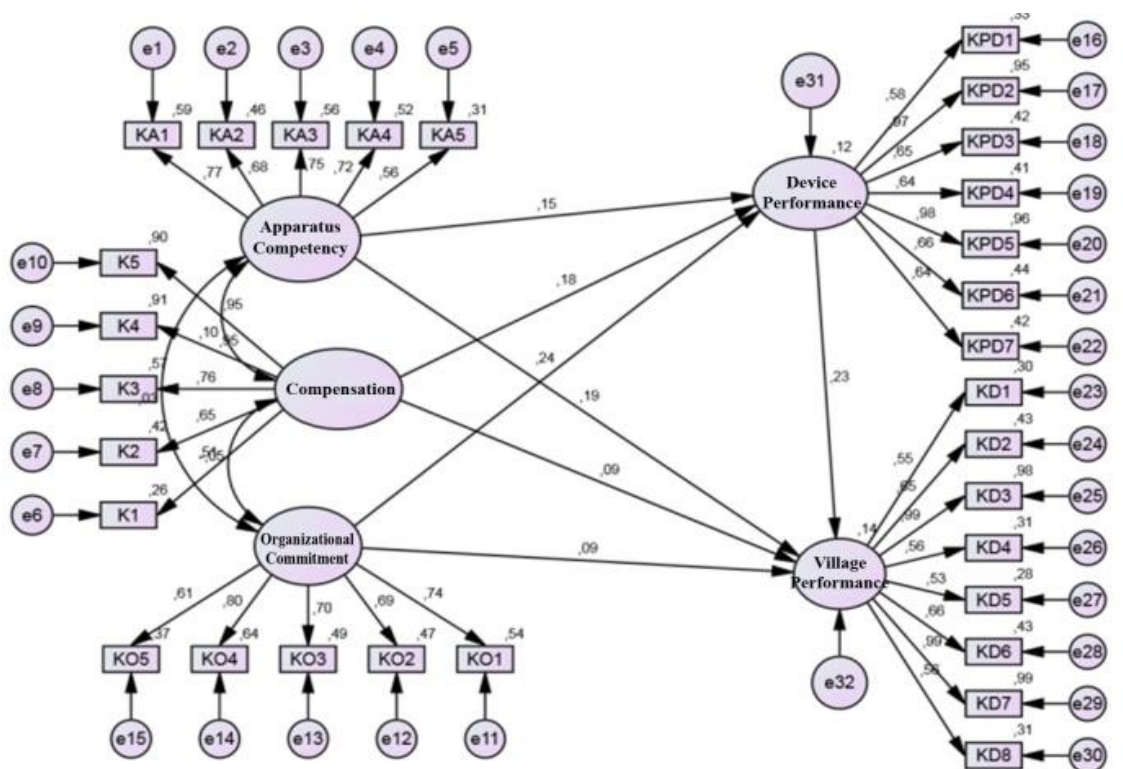 e1 e2 e3 e4 e5
,59 ,46 ,56 ,52 ,31
KA1 KA2 KA3 KA4 KA5
,77 ,68 ,75 ,72 ,56
Apparatus
Competency
,90
e10 K5
,91
e9 K4
,57
e8 K3
,42
e7 K2
,26
e6 K1
,95
,10
,95
,76
,65
Compensation
Organizational
Commitment
,61 ,80 ,70 ,69 ,74
,37 ,64 ,49 ,47 ,54
KO5 KO4 KO3 KO2 KO1
e15 e14 e13 e12 e11
,15
,18
,24
,19
,09
,09
,23
e31
,12
Device
Performance
,58
,97
,65
,64
,98
,66
,64
KPD1 e16
,95
KPD2 e17
,42
KPD3 e18
,41
KPD4 e19
,96
KPD5 e20
,44
KPD6 e21
,42
KPD7 e22
,14
Village
Performance
e32
,55
,65
,99
,56
,53
,66
,99
,56
,30
KD1 e23
,43
KD2 e24
,98
KD3 e25
,31
KD4 e26
,28
KD5 e27
,43
KD6 e28
,99
KD7 e29
,31
KD8 e30